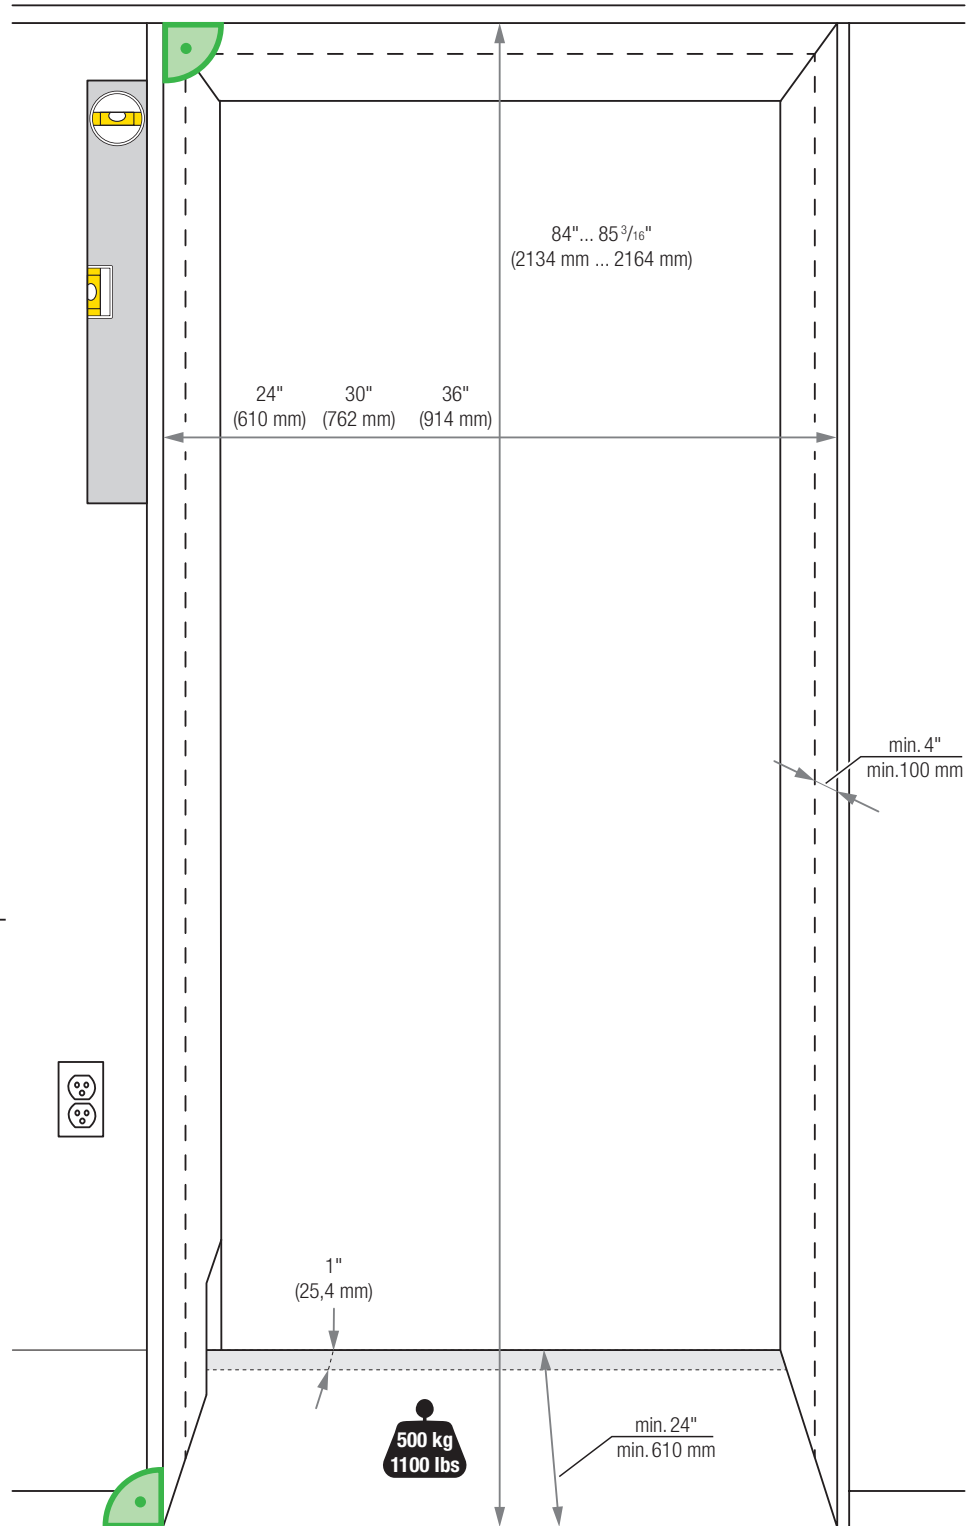 84"... 85 3/16"
(2134 mm ... 2164 mm)
24" 30" 36"
(610 mm) (762 mm) (914 mm)
min. 4"
min.100 mm
1"
(25,4 mm)
min. 24"
min. 610 mm
500 kg
1100 lbs